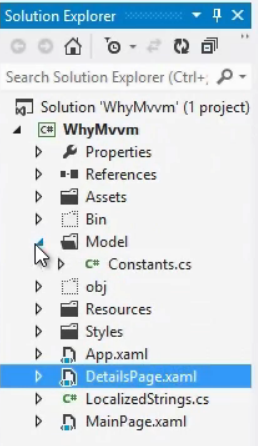 Solution Explorer
Search Solution Explorer (Ctrl+;
Solution 'WhyMvvm' (1 project)
C# WhyMvvm
Properties
References
Assets
Bin
Model
C# Constants.cs
obj
Resources
Styles
App.xaml
DetailsPage.xaml
C# LocalizedStrings.cs
MainPage.xaml